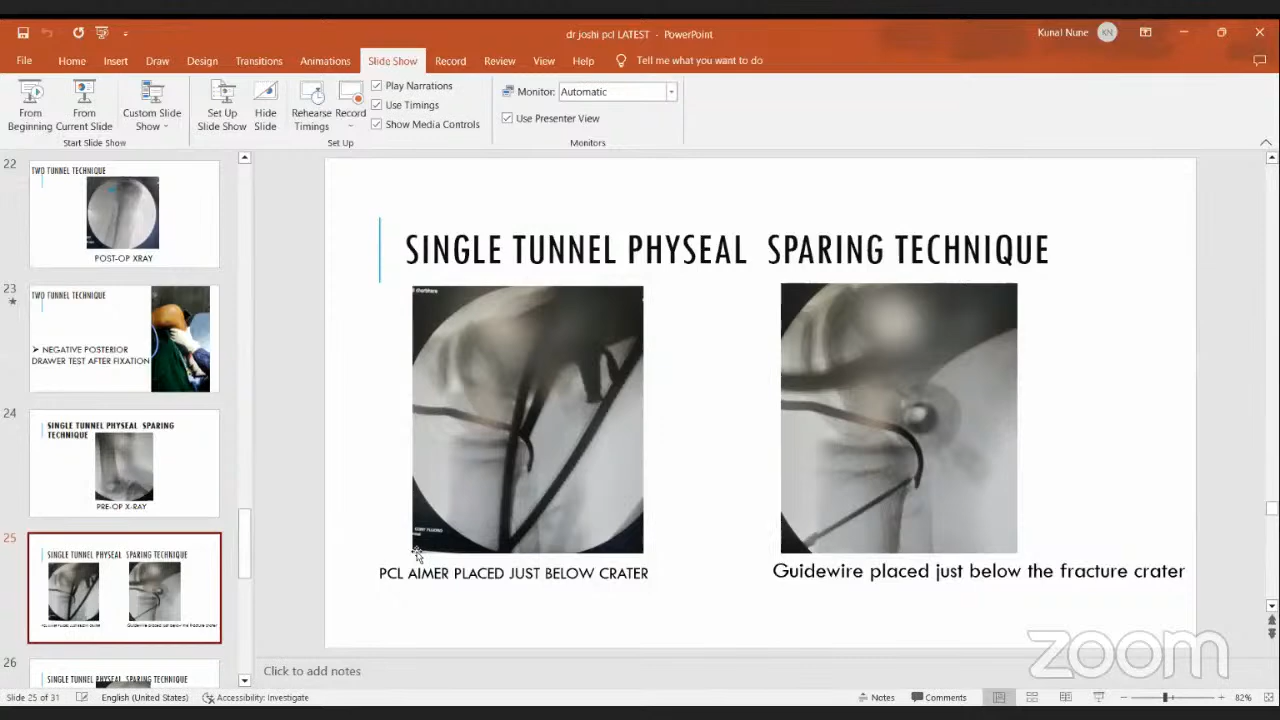 dr joshi pcl LATEST - PowerPoint
Kunal Nune
KN
File Home Insert Draw Design Transitions Animations Slide Show Record Review View Help Tell me what you want to do
From Beginning
From Current Slide
Custom Slide Show
Set Up Slide Show
Hide Slide
Rehearse Timings
Record
Play Narrations
Use Timings
Show Media Controls
Monitor: Automatic
Use Presenter View
Start Slide Show
Set Up
Monitors
22
TWO TUNNEL TECHNIQUE
POST-OP XRAY
23
TWO TUNNEL TECHNIQUE
➢ NEGATIVE POSTERIOR
DRAWER TEST AFTER FIXATION
24
SINGLE TUNNEL PHYSEAL SPARING
TECHNIQUE
PRE-OP X-RAY
25
SINGLE TUNNEL PHYSEAL SPARING TECHNIQUE
26
SINGLE TUNNEL PHYSEAL SPARING TECHNIQUE
SINGLE TUNNEL PHYSEAL SPARING TECHNIQUE
PCL AIMER PLACED JUST BELOW CRATER
Guidewire placed just below the fracture crater
zoom
Click to add notes
Slide 25 of 31
English (United States)
Accessibility: Investigate
Notes
Comments
82%